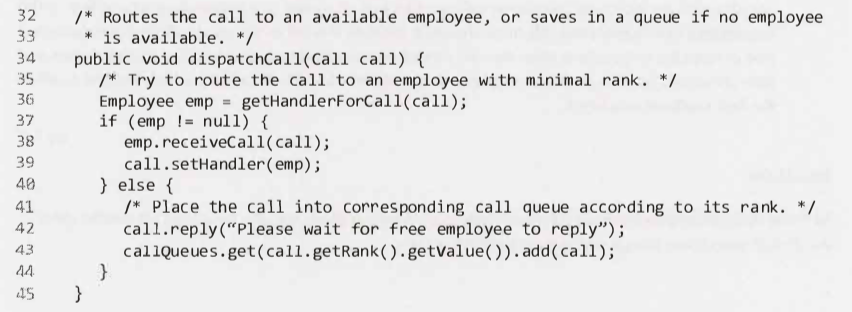 32 /* Routes the call to an available employee, or saves in a queue if no employee
33 * is available. */
34 public void dispatchCall(Call call) {
35 /* Try to route the call to an employee with minimal rank. */
36 Employee emp = getHandlerForCall(call);
37 if (emp != null) {
38 emp.receiveCall(call);
39 call.setHandler(emp);
40 } else {
41 /* Place the call into corresponding call queue according to its rank. */
42 call.reply(“Please wait for free employee to reply”);
43 callQueues.get(call.getRank().getValue()).add(call);
44 }
45 }